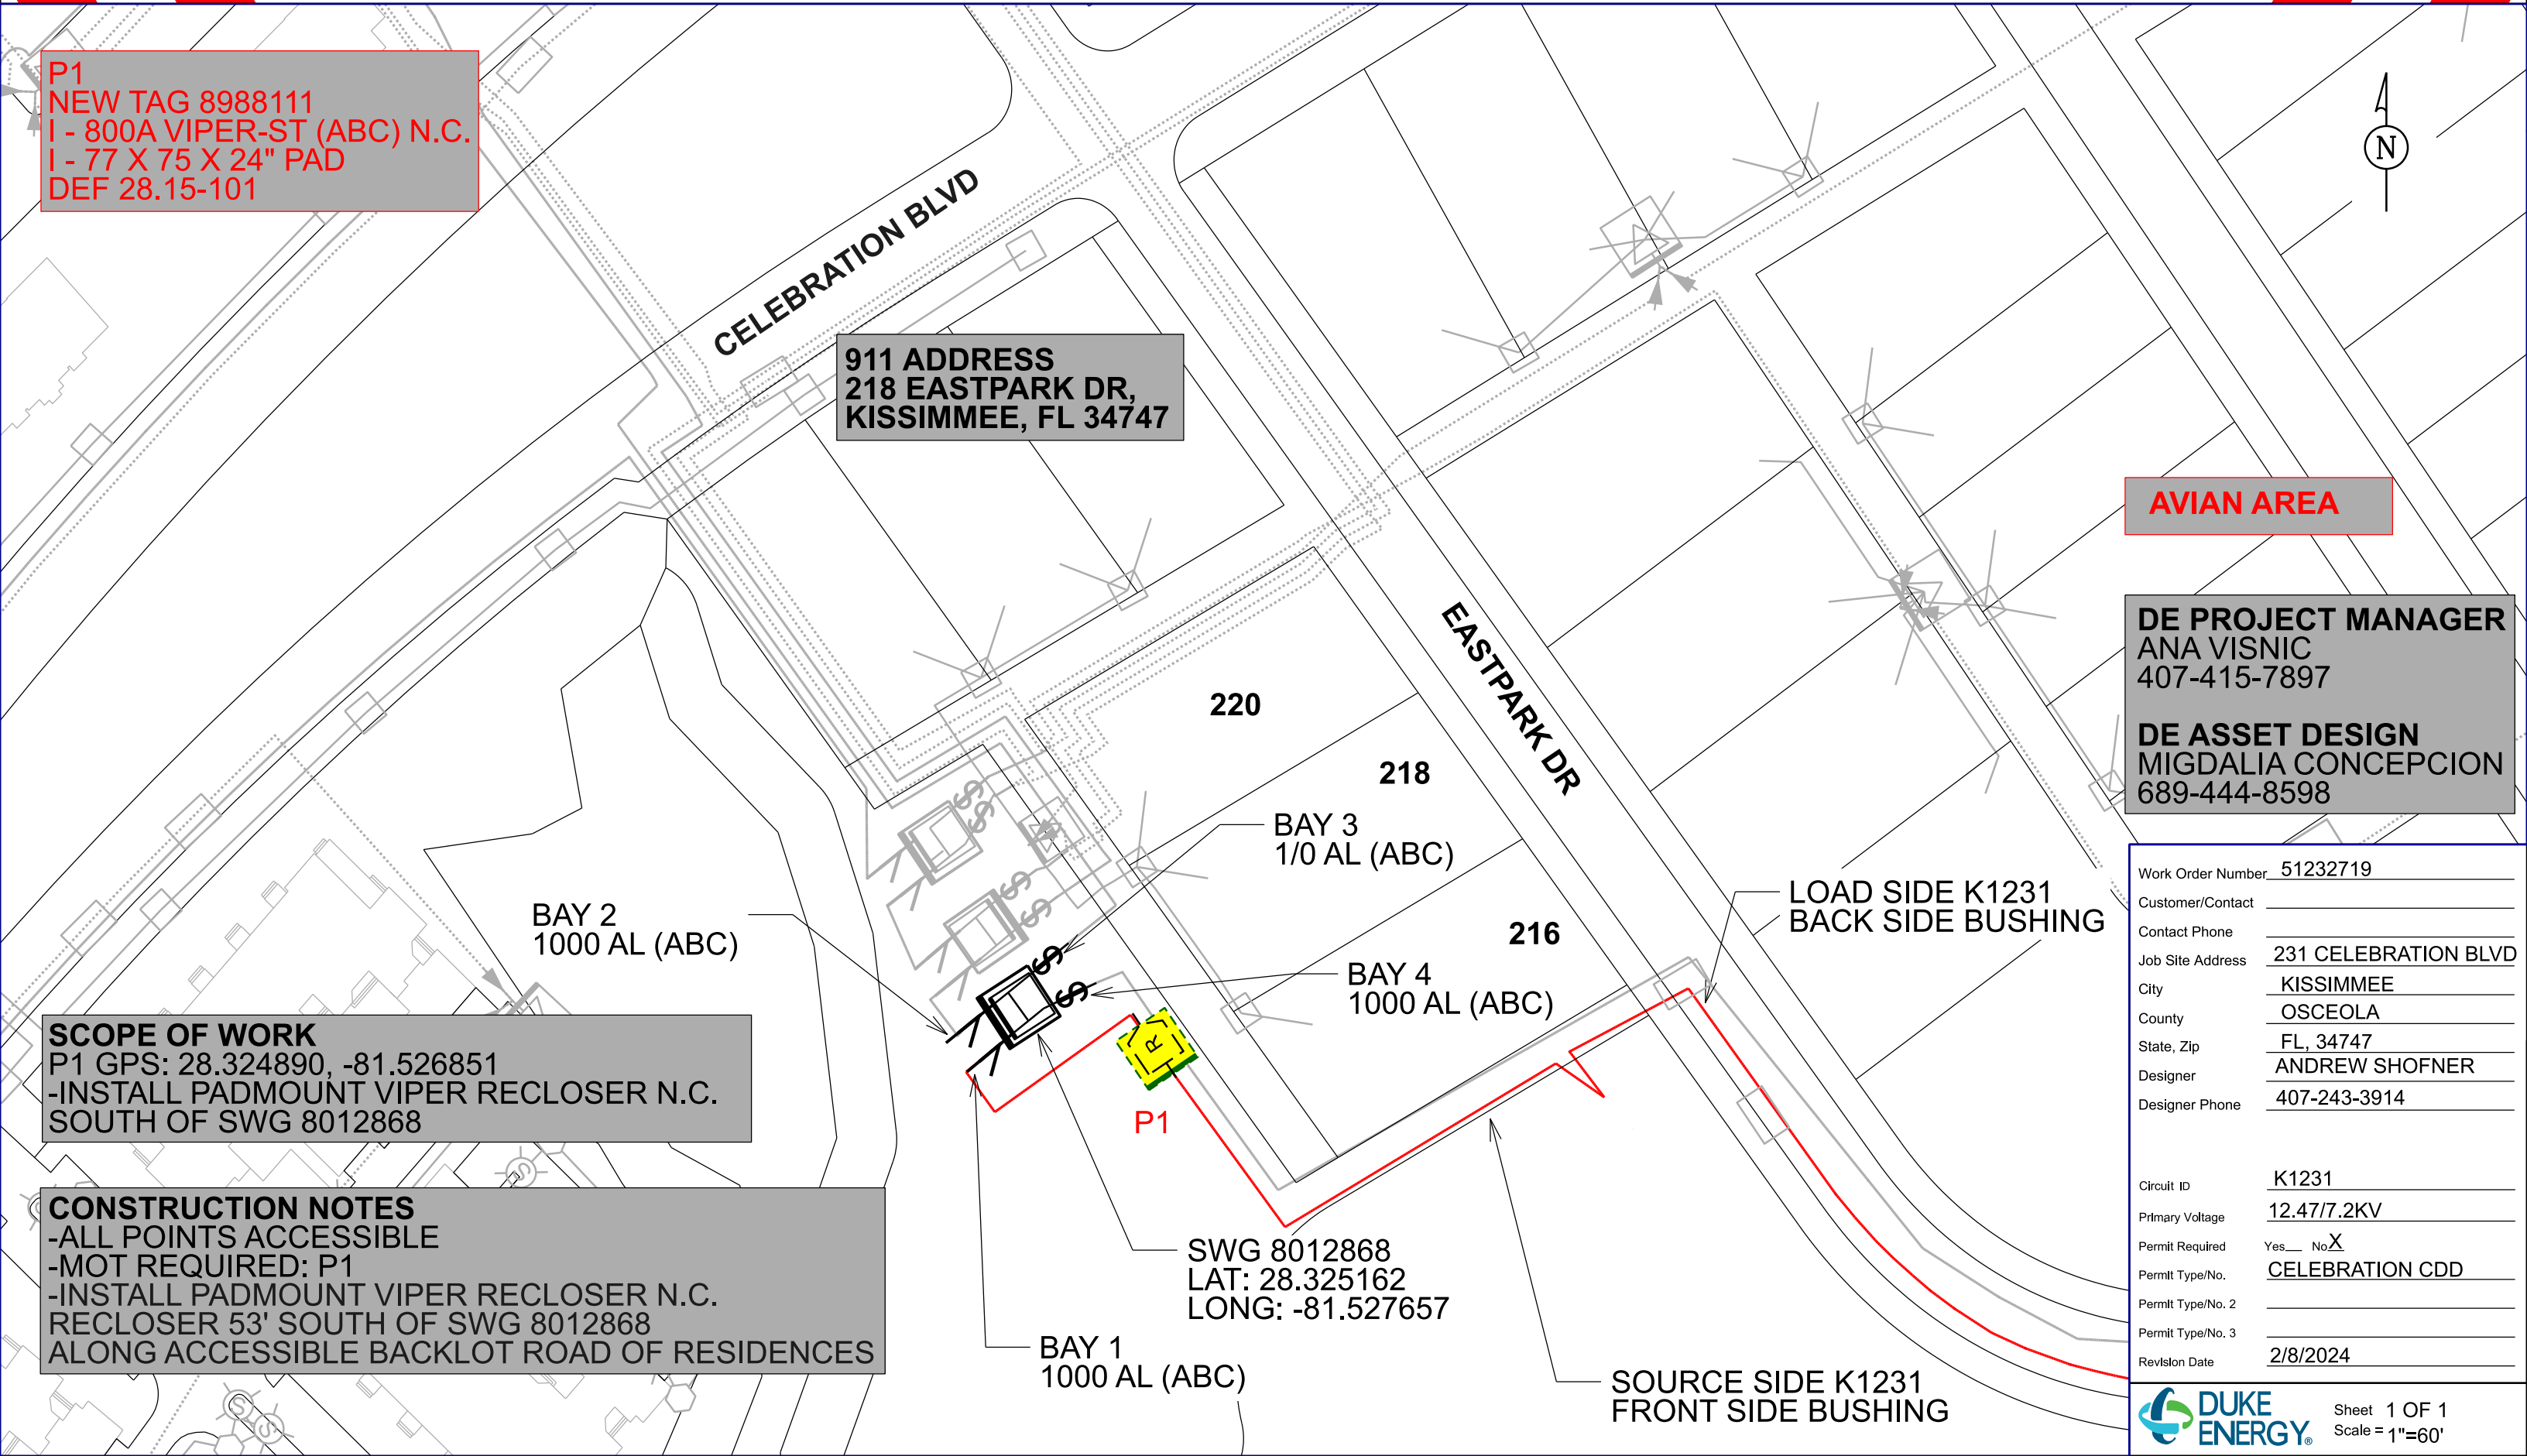 P1
NEW TAG 8988111
I - 800A VIPER-ST (ABC) N.C.
I - 77 X 75 X 24" PAD
DEF 28.15-101
CELEBRATION BLVD
N
911 ADDRESS
218 EASTPARK DR,
KISSIMMEE, FL 34747
AVIAN AREA
DE PROJECT MANAGER
ANA VISNIC
407-415-7897
DE ASSET DESIGN
MIGDALIA CONCEPCION
689-444-8598
EASTPARK DR
220
218
216
BAY 3
1/0 AL (ABC)
BAY 2
1000 AL (ABC)
BAY 4
1000 AL (ABC)
LOAD SIDE K1231
BACK SIDE BUSHING
S
S
S
S
S
S
R
P1
SCOPE OF WORK
P1 GPS: 28.324890, -81.526851
-INSTALL PADMOUNT VIPER RECLOSER N.C.
SOUTH OF SWG 8012868
CONSTRUCTION NOTES
-ALL POINTS ACCESSIBLE
-MOT REQUIRED: P1
-INSTALL PADMOUNT VIPER RECLOSER N.C.
RECLOSER 53' SOUTH OF SWG 8012868
ALONG ACCESSIBLE BACKLOT ROAD OF RESIDENCES
S
S
S
SWG 8012868
LAT: 28.325162
LONG: -81.527657
BAY 1
1000 AL (ABC)
SOURCE SIDE K1231
FRONT SIDE BUSHING
Work Order Number 51232719
Customer/Contact
Contact Phone
Job Site Address 231 CELEBRATION BLVD
City KISSIMMEE
County OSCEOLA
State, Zip FL, 34747
Designer ANDREW SHOFNER
Designer Phone 407-243-3914
Circuit ID K1231
Primary Voltage 12.47/7.2KV
Permit Required Yes__ No X
Permit Type/No. CELEBRATION CDD
Permit Type/No. 2
Permit Type/No. 3
Revision Date 2/8/2024
DUKE
ENERGY®
Sheet 1 OF 1
Scale = 1"=60'